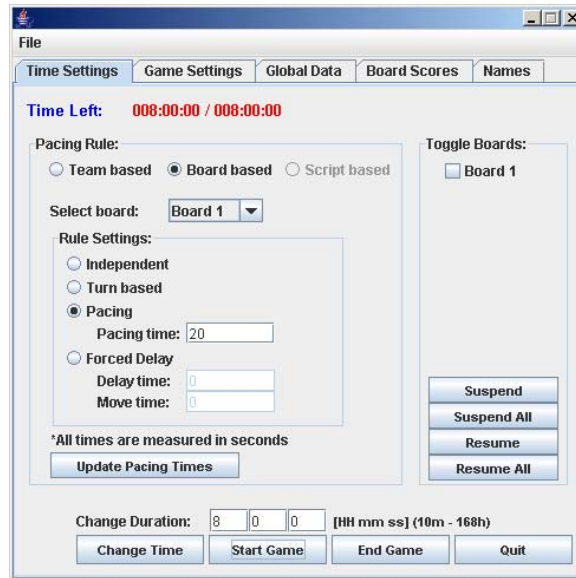 File
Time Settings Game Settings Global Data Board Scores Names
Time Left: 008:00:00 / 008:00:00
Pacing Rule:
Team based Board based Script based
Select board: Board 1
Rule Settings:
Independent
Turn based
Pacing
Pacing time: 20
Forced Delay
Delay time: 0
Move time: 0
*All times are measured in seconds
Update Pacing Times
Toggle Boards:
Board 1
Suspend
Suspend All
Resume
Resume All
Change Duration: 8 0 0 [HH mm ss] (10m - 168h)
Change Time Start Game End Game Quit